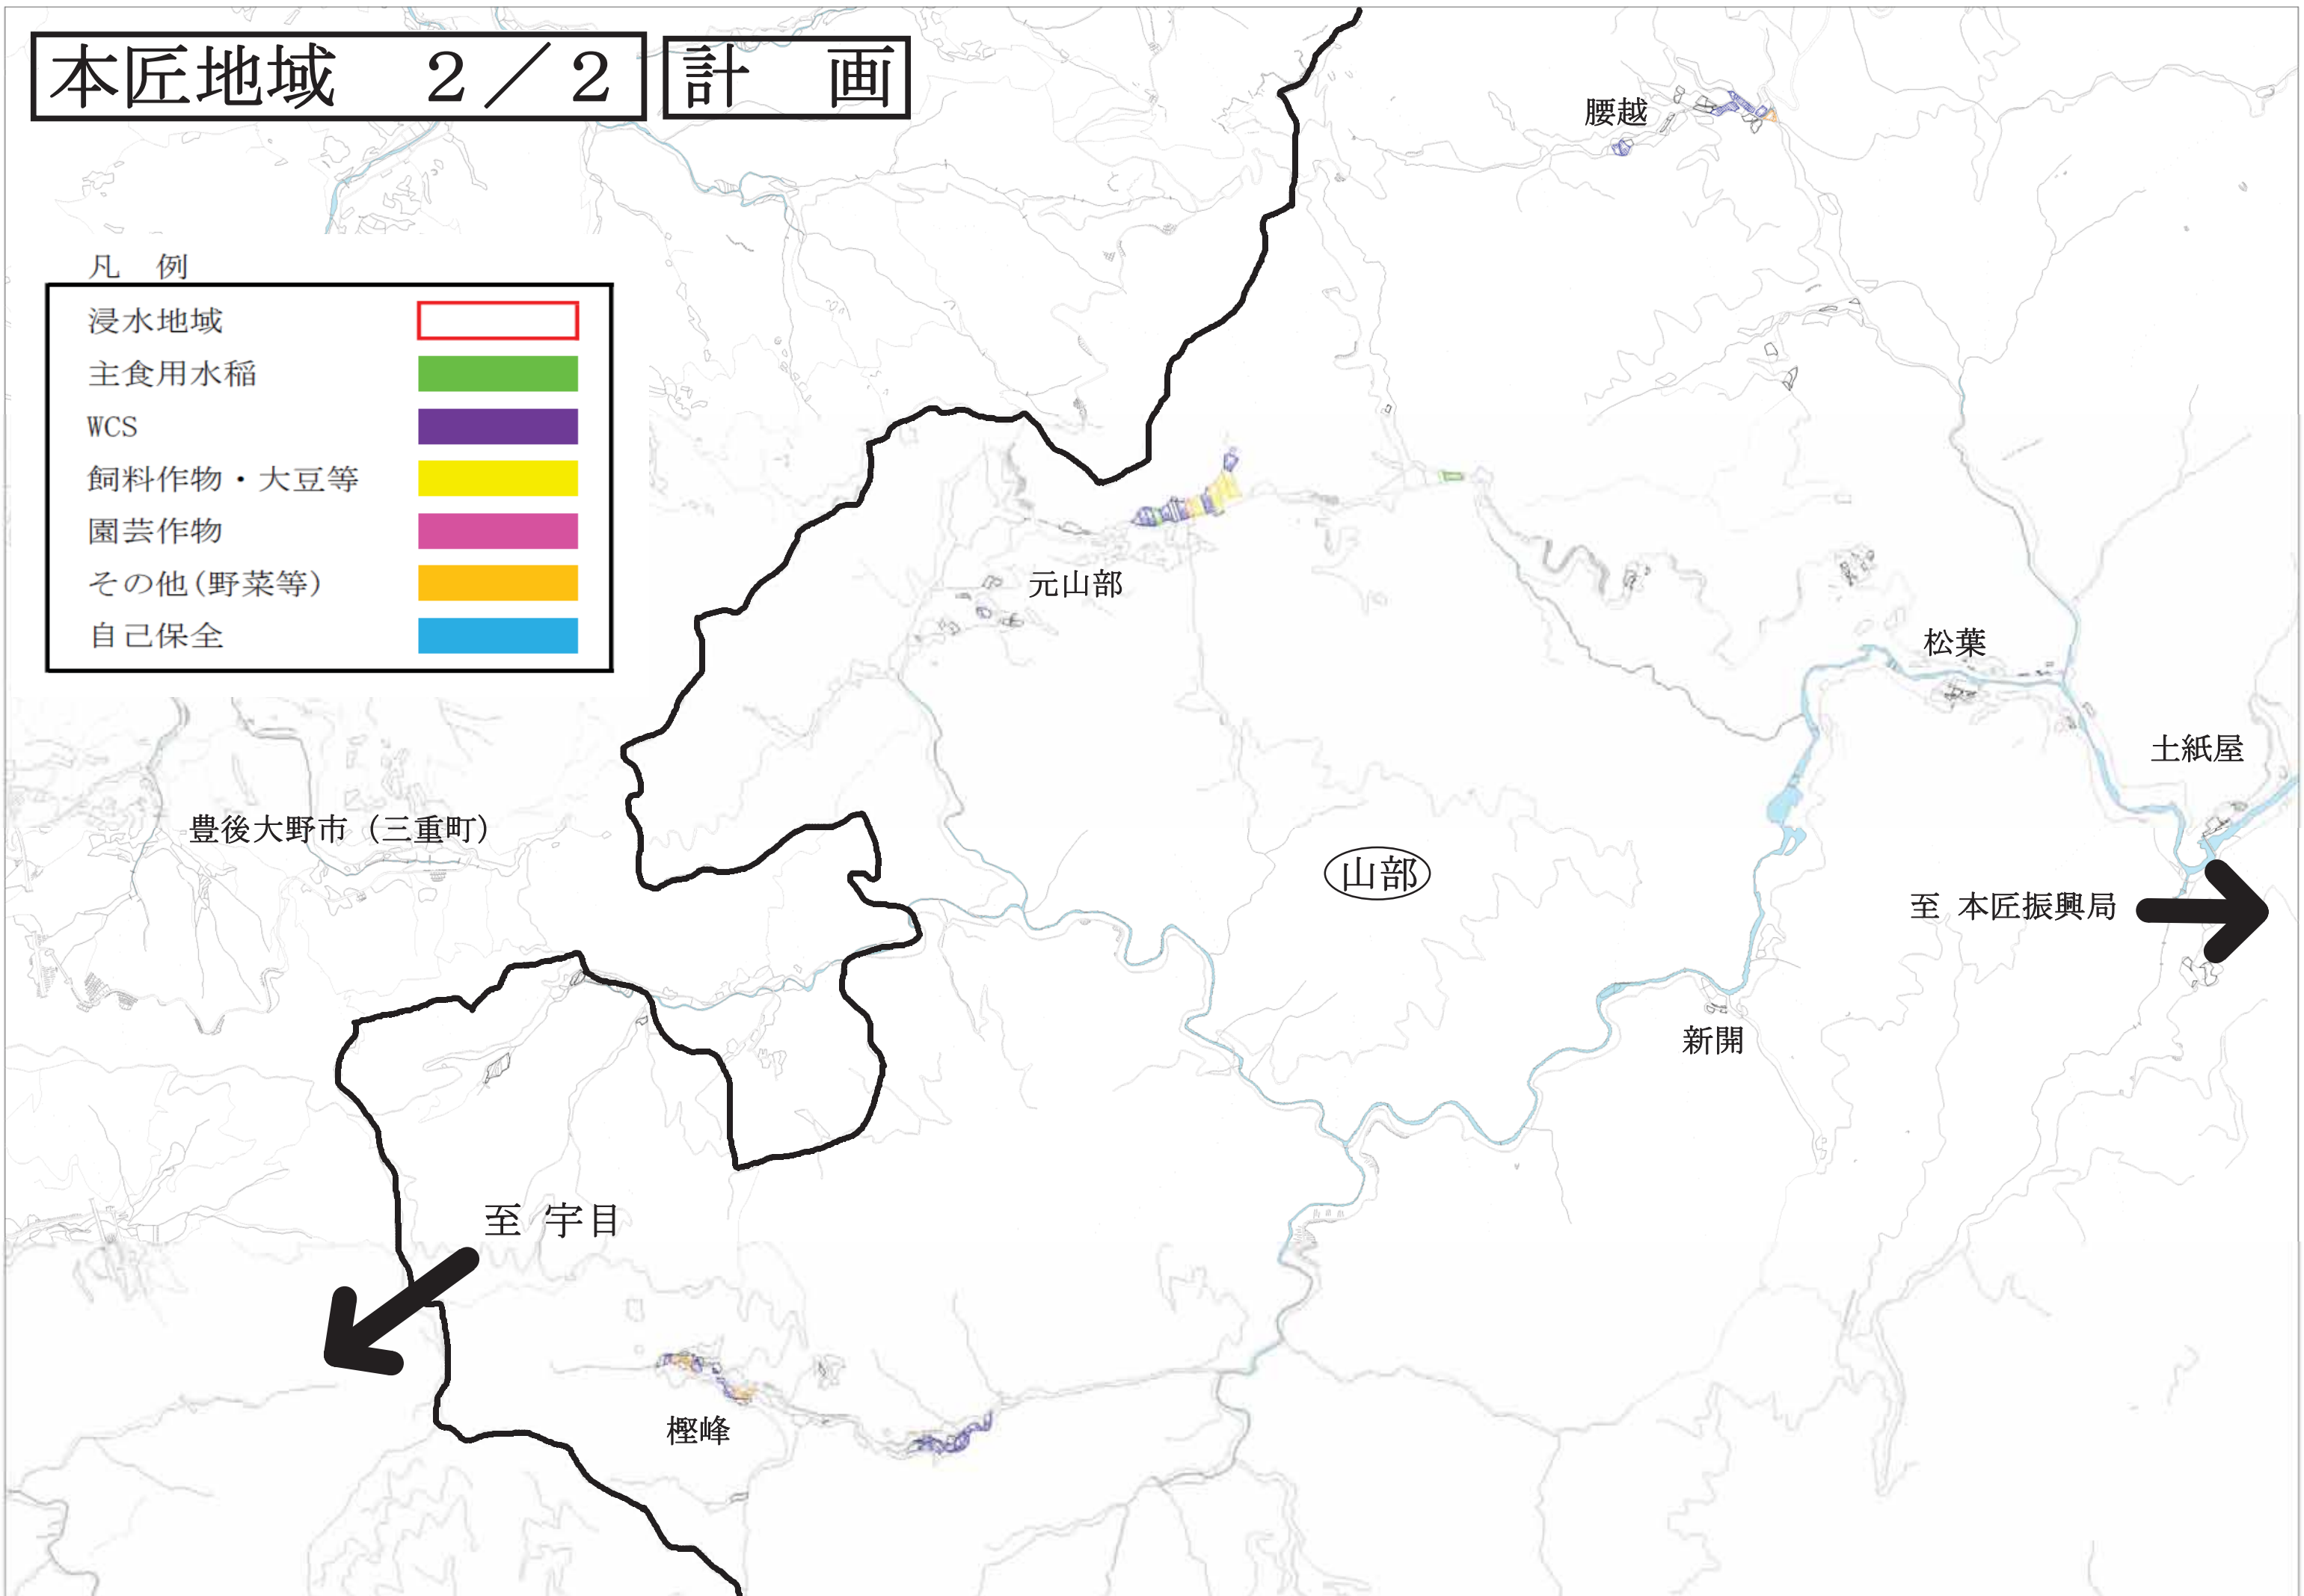 本匠地域　２／２
計　画
腰越
凡　例
浸水地域
主食用水稲
WCS
飼料作物・大豆等
園芸作物
その他(野菜等)
自己保全
元山部
松葉
土紙屋
豊後大野市（三重町）
山部
至 本匠振興局
新開
至 宇目
樫峰